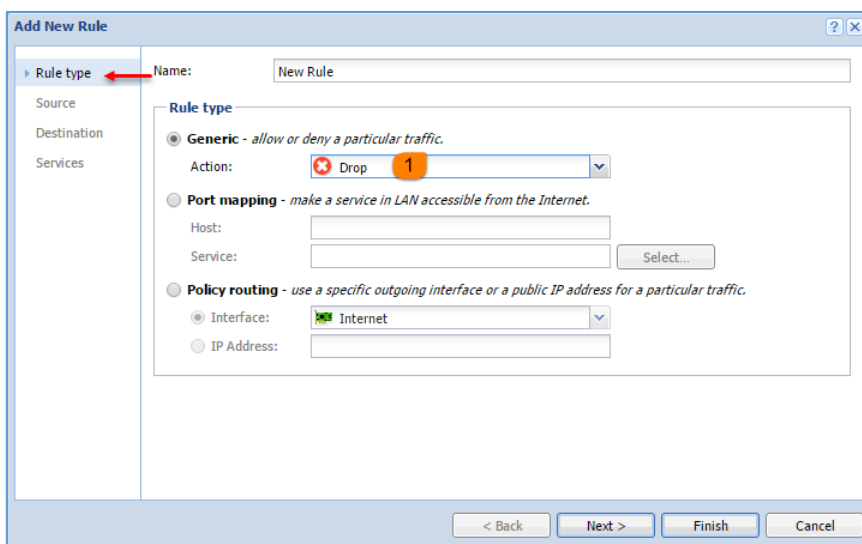 Add New Rule
Rule type
Source
Destination
Services
Name: New Rule
Rule type
Generic - allow or deny a particular traffic.
Action: Drop 1
Port mapping - make a service in LAN accessible from the Internet.
Host:
Service: Select...
Policy routing - use a specific outgoing interface or a public IP address for a particular traffic.
Interface: Internet
IP Address:
< Back Next > Finish Cancel